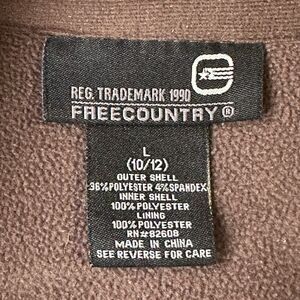 REG. TRADEMARK 1990
FREECOUNTRY®
L
(10/12)
OUTER SHELL
96%POLYESTER 4%SPANDEX
INNER SHELL
100%POLYESTER
LINING
100%POLYESTER
RN#82608
MADE IN CHINA
SEE REVERSE FOR CARE